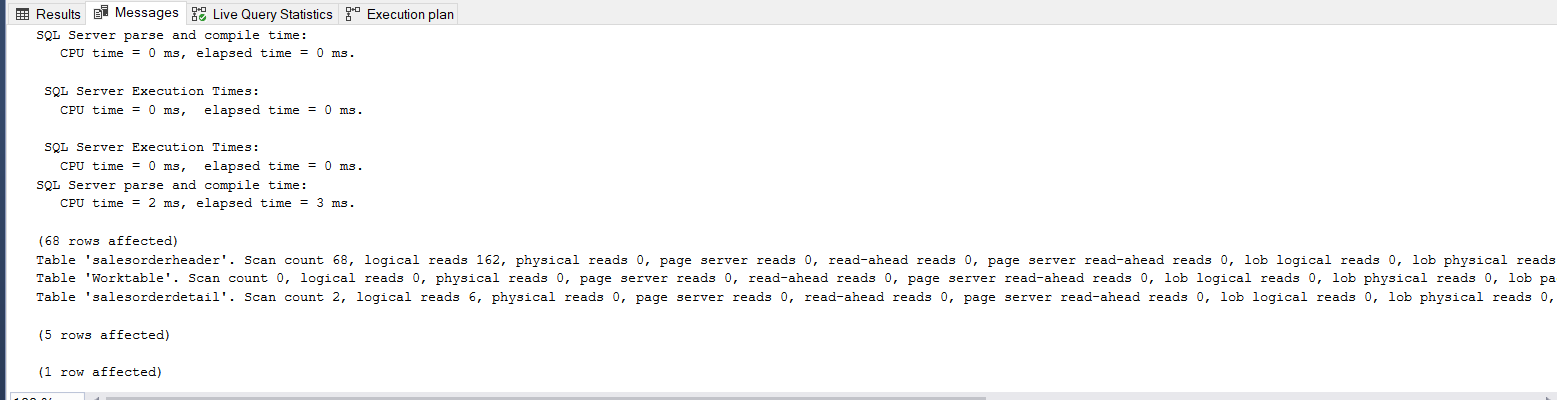 Results Messages Live Query Statistics Execution plan
SQL Server parse and compile time:
CPU time = 0 ms, elapsed time = 0 ms.
SQL Server Execution Times:
CPU time = 0 ms,  elapsed time = 0 ms.
SQL Server Execution Times:
CPU time = 0 ms,  elapsed time = 0 ms.
SQL Server parse and compile time:
CPU time = 2 ms, elapsed time = 3 ms.
(68 rows affected)
Table 'salesorderheader'. Scan count 68, logical reads 162, physical reads 0, page server reads 0, read-ahead reads 0, page server read-ahead reads 0, lob logical reads 0, lob physical reads
Table 'Worktable'. Scan count 0, logical reads 0, physical reads 0, page server reads 0, read-ahead reads 0, page server read-ahead reads 0, lob logical reads 0, lob physical reads 0, lob pa
Table 'salesorderdetail'. Scan count 2, logical reads 6, physical reads 0, page server reads 0, read-ahead reads 0, page server read-ahead reads 0, lob logical reads 0, lob physical reads 0,
(5 rows affected)
(1 row affected)